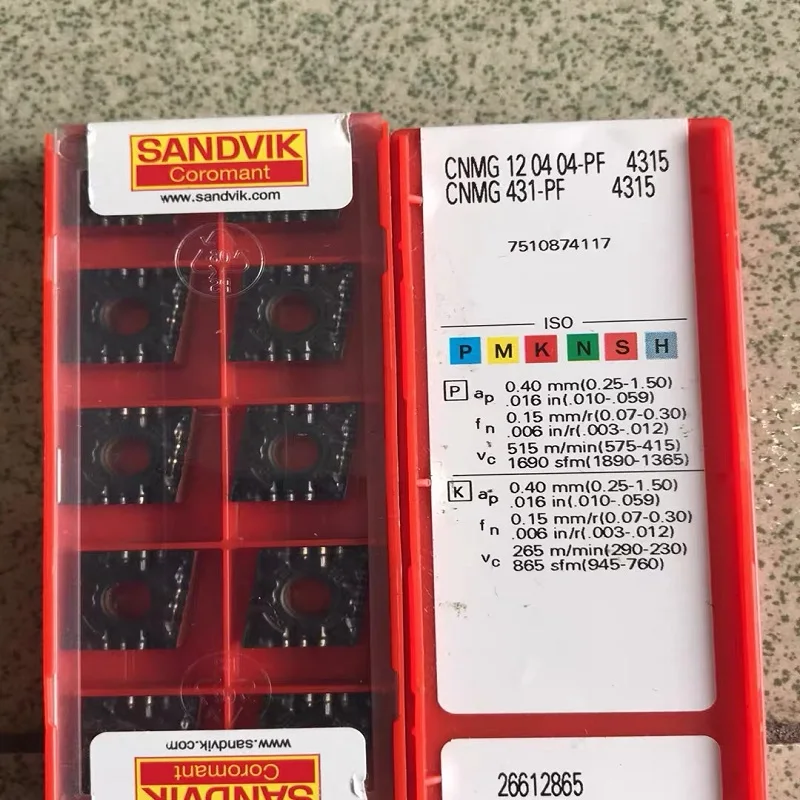 SANDVIK
Coromant
www.sandvik.com
CNMG 12 04 04-PF 4315
CNMG 431-PF 4315
7510874117
ISO
P M K N S H
P ap 0.40 mm(0.25-1.50)
.016 in(.010-.059)
fn 0.15 mm/r(0.07-0.30)
.006 in/r(.003-.012)
vc 515 m/min(575-415)
1690 sfm(1890-1365)
K ap 0.40 mm(0.25-1.50)
.016 in(.010-.059)
fn 0.15 mm/r(0.07-0.30)
.006 in/r(.003-.012)
vc 265 m/min(290-230)
865 sfm(945-760)
www.sandvik.com
Coromant
SANDVIK
26612865